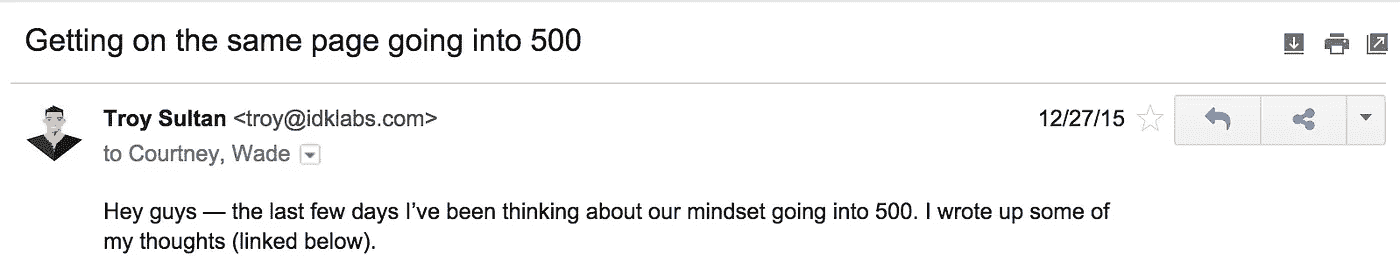 Getting on the same page going into 500
Troy Sultan <troy@idklabs.com>
12/27/15
to Courtney, Wade
Hey guys — the last few days I’ve been thinking about our mindset going into 500. I wrote up some of
my thoughts (linked below).